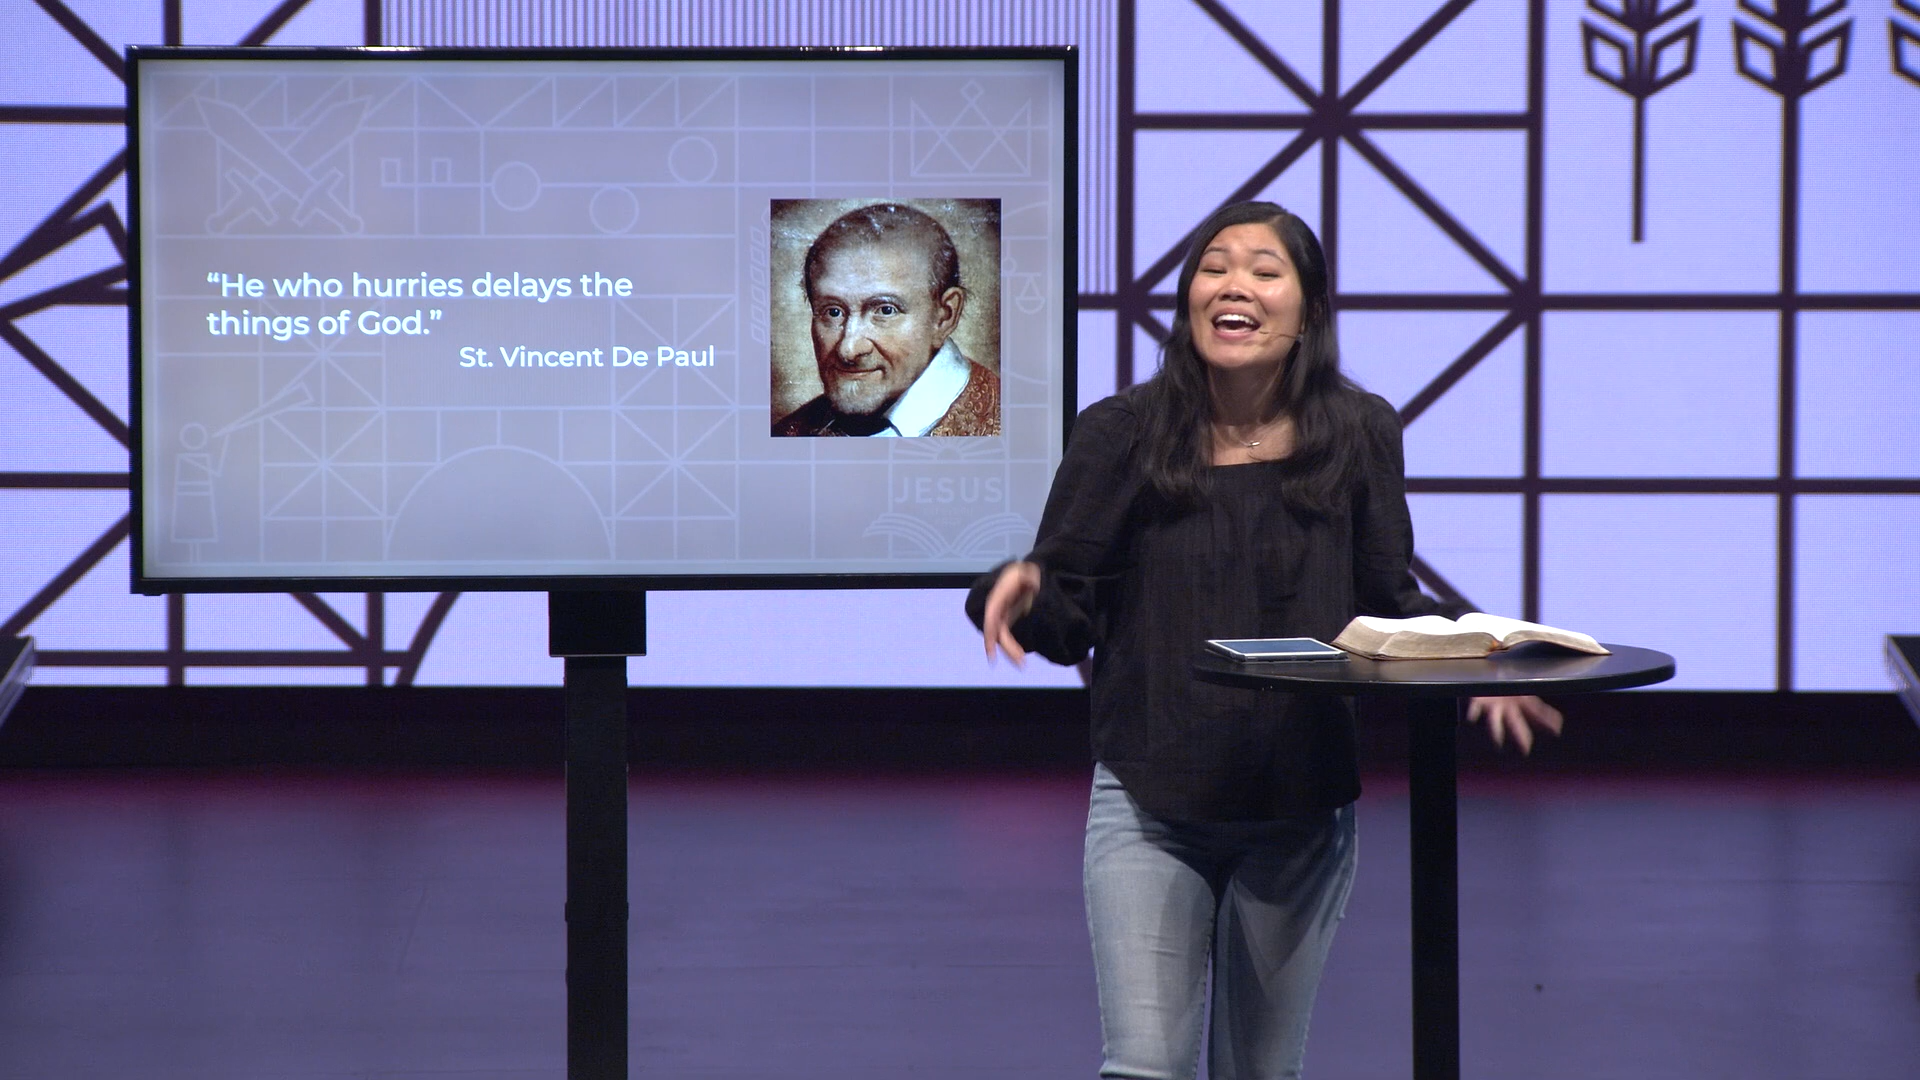 “He who hurries delays the
things of God.”
St. Vincent De Paul
JESUS